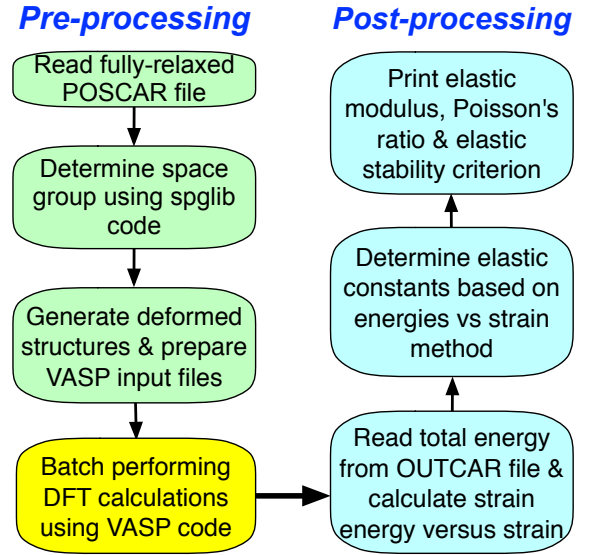 Pre-processing
Read fully-relaxed
POSCAR file
Determine space
group using spglib
code
Generate deformed
structures & prepare
VASP input files
Batch performing
DFT calculations
using VASP code
Post-processing
Print elastic
modulus, Poisson's
ratio & elastic
stability criterion
Determine elastic
constants based on
energies vs strain
method
Read total energy
from OUTCAR file &
calculate strain
energy versus strain